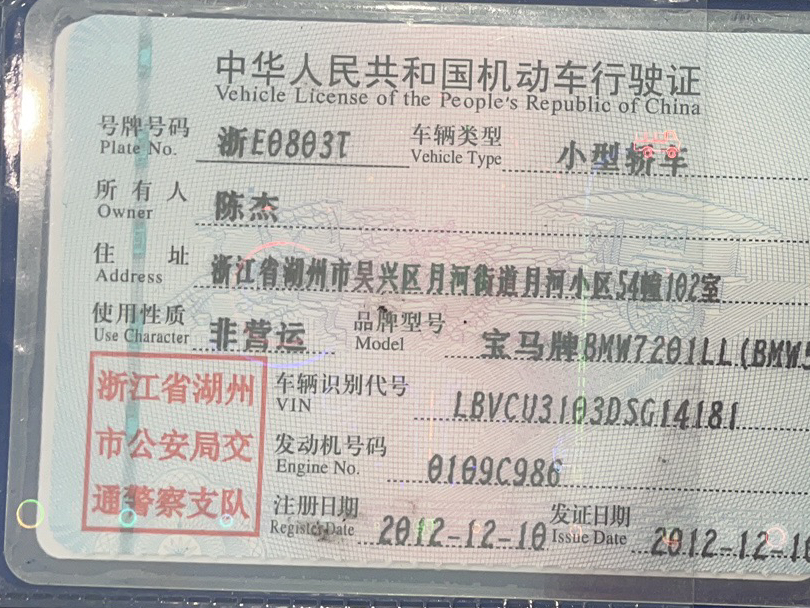 中华人民共和国机动车行驶证
Vehicle License of the People's Republic of China
号牌号码 浙E0803T 车辆类型 小型轿车
Plate No. Vehicle Type
所有人 陈杰
Owner
住址 浙江省湖州市吴兴区月河街道月河小区54幢102室
Address
使用性质 非营运 品牌型号 宝马牌BMW7201LL(BMW5
Use Character Model
浙江省湖州
市公安局交
通警察支队
车辆识别代号 LBVCU3103DSG14181
VIN
发动机号码 0109C986
Engine No.
注册日期 2012-12-10 发证日期 2012-12-10
Register Date Issue Date